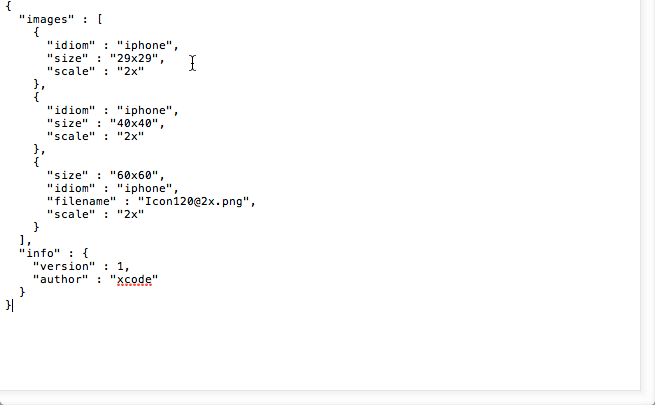 {
  "images" : [
    {
      "idiom" : "iphone",
      "size" : "29x29",
      "scale" : "2x"
    },
    {
      "idiom" : "iphone",
      "size" : "40x40",
      "scale" : "2x"
    },
    {
      "size" : "60x60",
      "idiom" : "iphone",
      "filename" : "Icon120@2x.png",
      "scale" : "2x"
    }
  ],
  "info" : {
    "version" : 1,
    "author" : "xcode"
  }
}